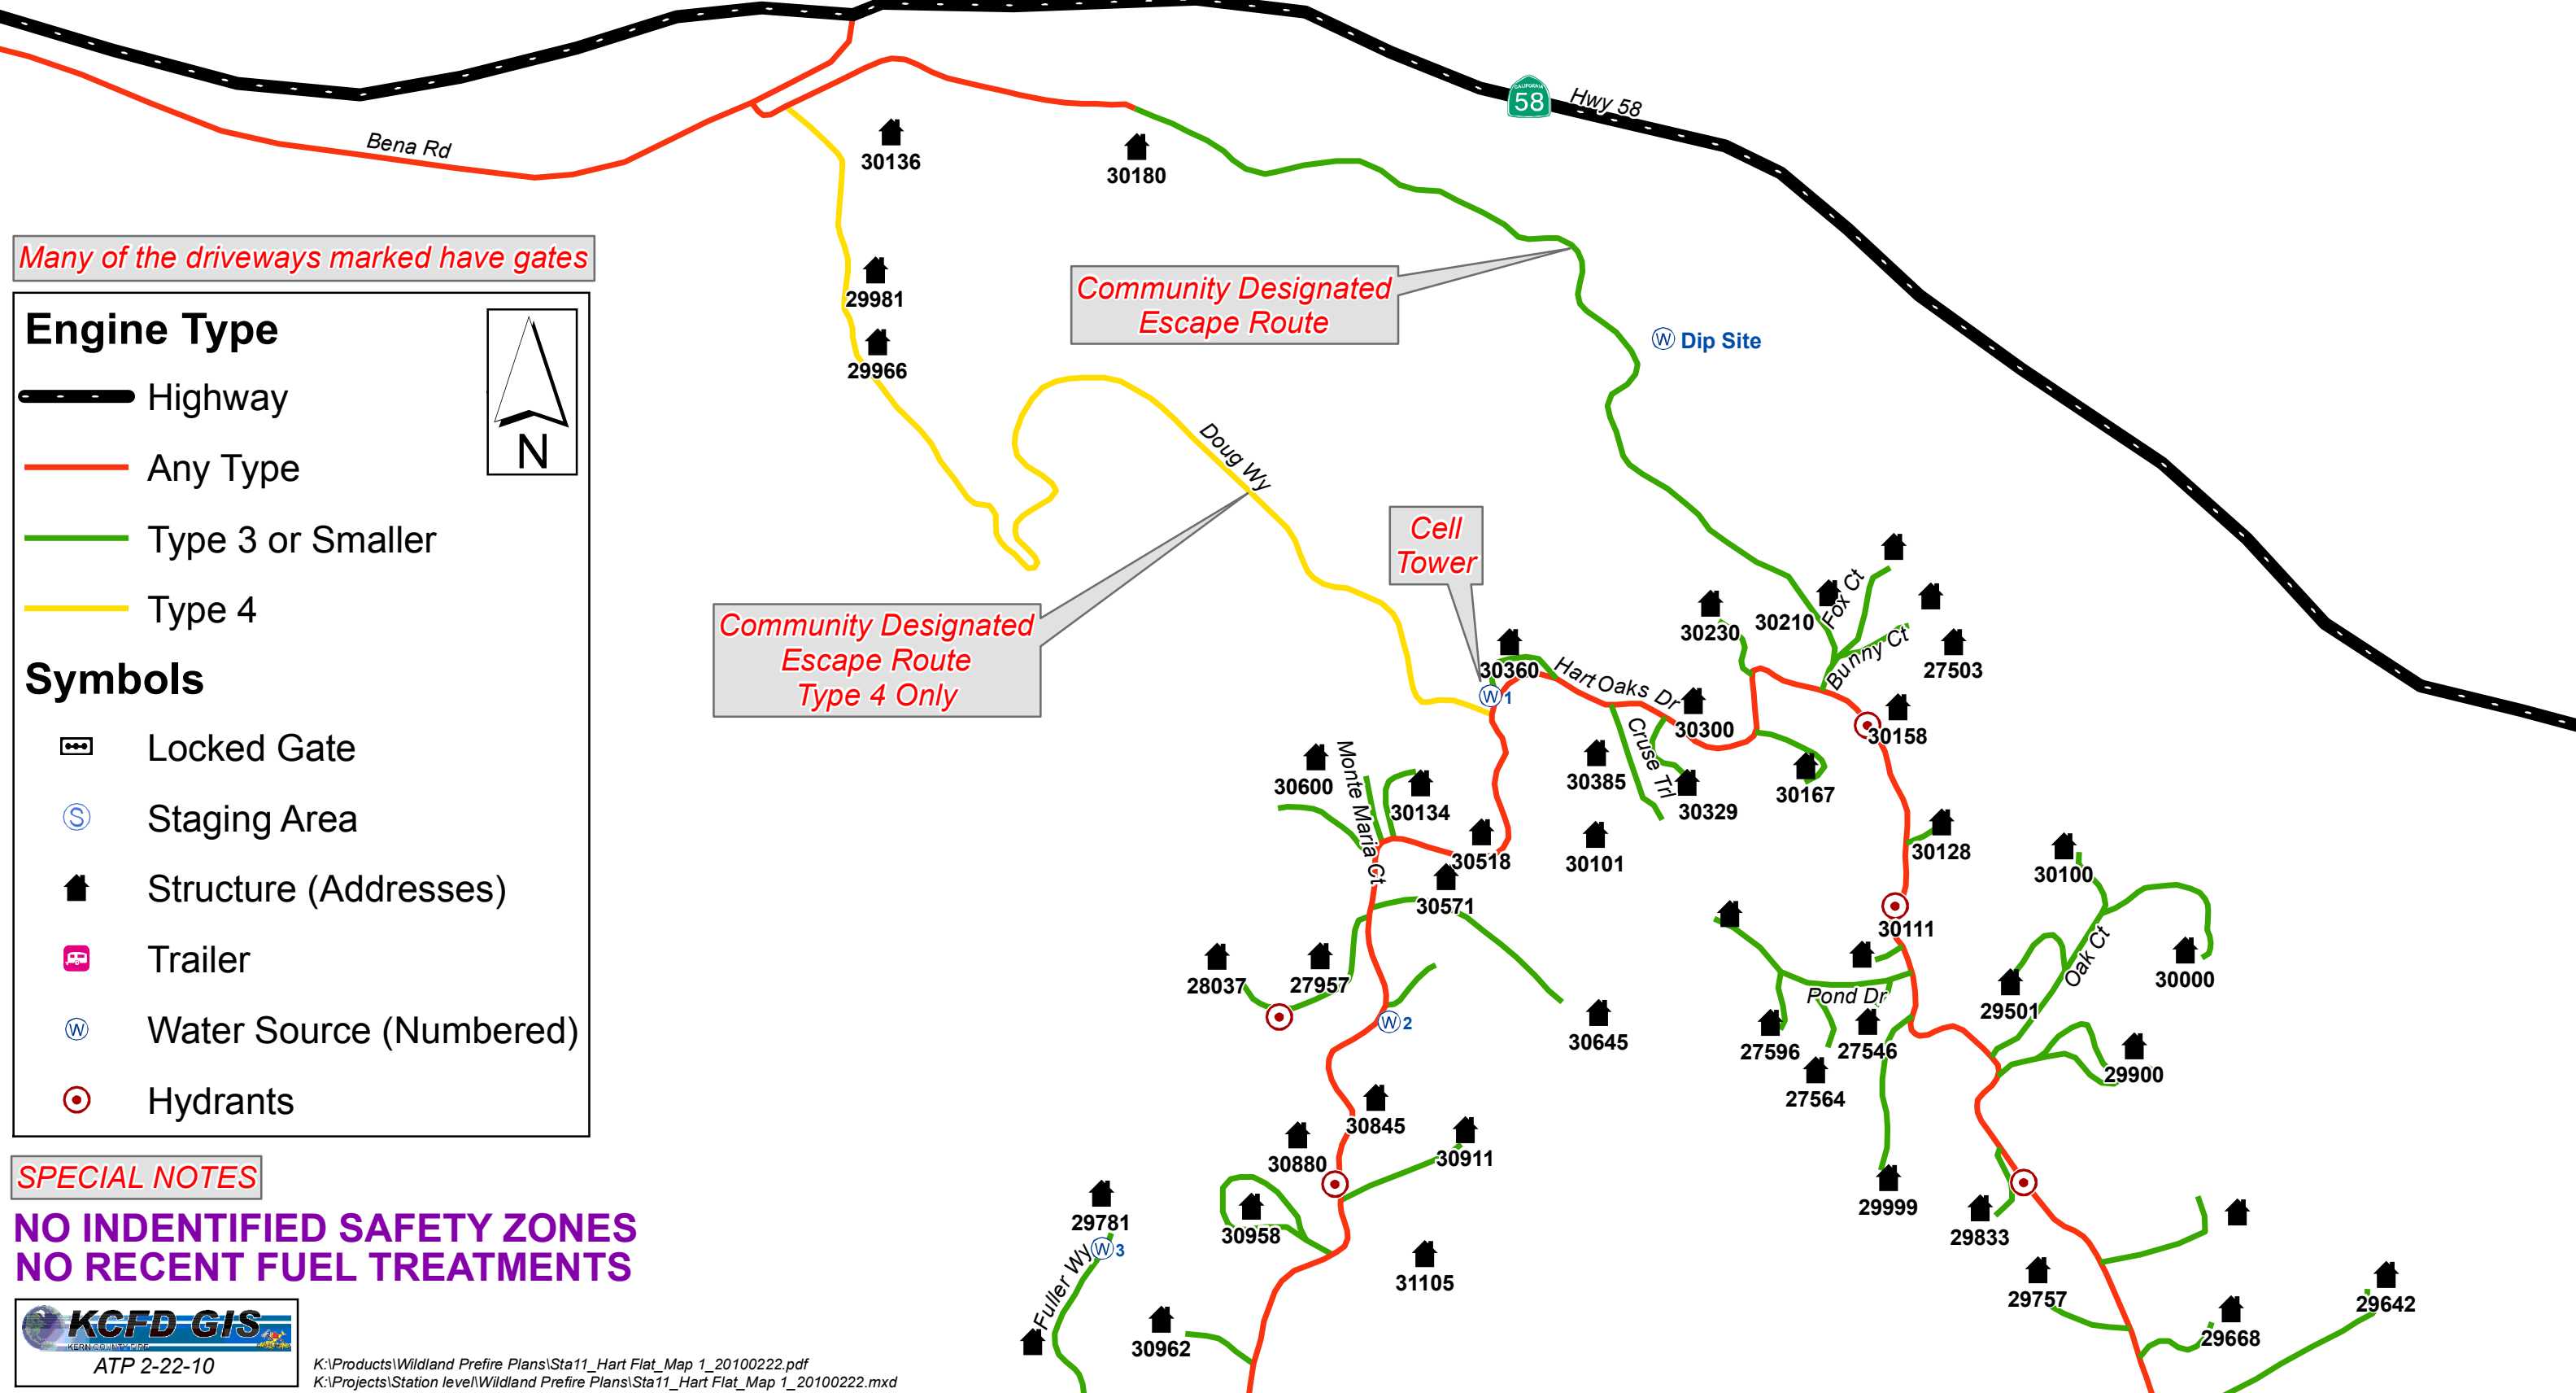 58
Hwy 58
Bena Rd
30136
30180
Many of the driveways marked have gates
Engine Type
Highway
Any Type
Type 3 or Smaller
Type 4
N
Symbols
Locked Gate
S Staging Area
Structure (Addresses)
Trailer
W Water Source (Numbered)
Hydrants
SPECIAL NOTES
NO INDENTIFIED SAFETY ZONES
NO RECENT FUEL TREATMENTS
KCFD GIS
KERN COUNTY FIRE
ATP 2-22-10
K:\Products\Wildland Prefire Plans\Sta11_Hart Flat_Map 1_20100222.pdf
K:\Projects\Station level\Wildland Prefire Plans\Sta11_Hart Flat_Map 1_20100222.mxd
29981
29966
Community Designated
Escape Route
W Dip Site
Doug Wy
Community Designated
Escape Route
Type 4 Only
Cell
Tower
30360
W 1
Hart Oaks Dr
30230
30210
Fox Ct
Bunny Ct
27503
30300
30158
Cruse Trl
30385
30329
30167
30600
Monte Maria Ct
30134
30518
30101
30128
30571
30100
30111
28037
27957
30645
W 2
Pond Dr
27596
27546
27564
Oak Ct
29501
30000
29900
30845
30880
30911
29999
29833
29781
W 3
Fuller Wy
30958
31105
30962
29757
29668
29642